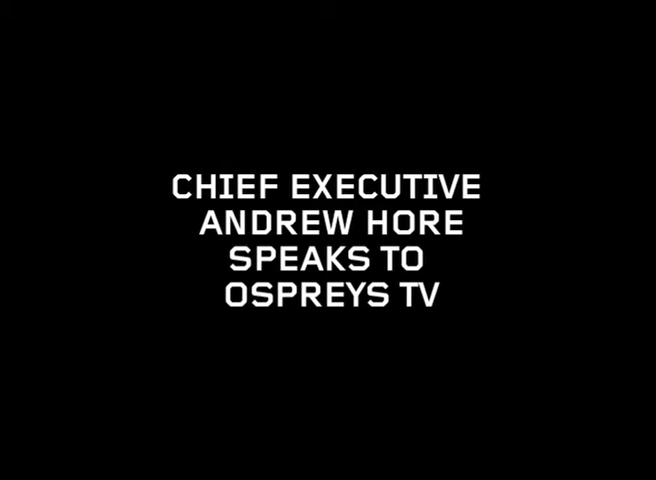 CHIEF EXECUTIVE
ANDREW HORE
SPEAKS TO
OSPREYS TV